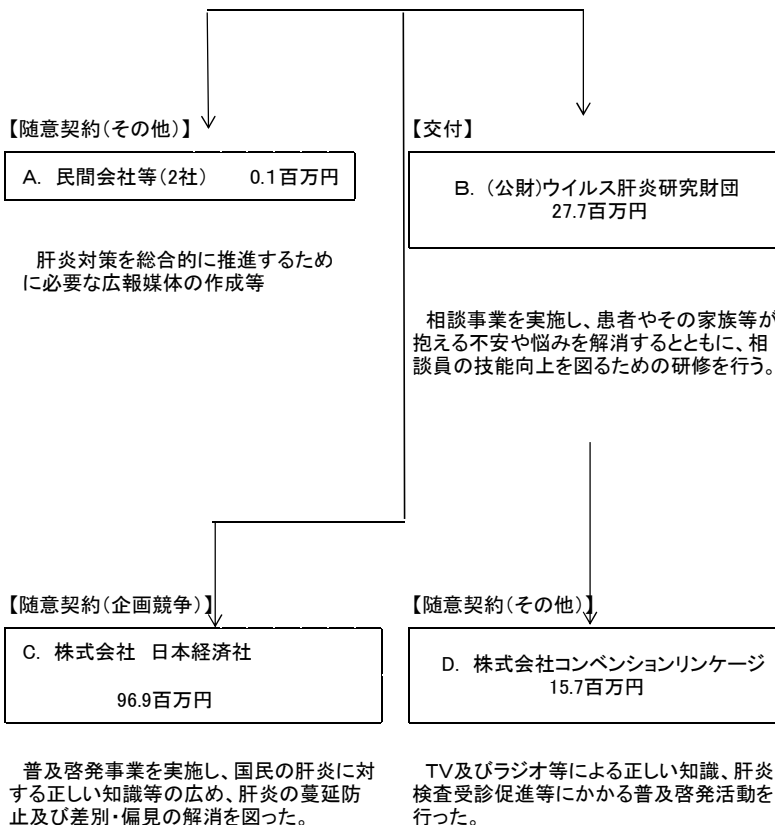 【随意契約(その他)】
A. 民間会社等(2社) 0.1百万円
肝炎対策を総合的に推進するため
に必要な広報媒体の作成等
【交付】
B. (公財)ウイルス肝炎研究財団
27.7百万円
相談事業を実施し、患者やその家族等が
抱える不安や悩みを解消するとともに、相
談員の技能向上を図るための研修を行う。
【随意契約(企画競争)】
C. 株式会社 日本経済社
96.9百万円
普及啓発事業を実施し、国民の肝炎に対
する正しい知識等の広め、肝炎の蔓延防
止及び差別・偏見の解消を図った。
【随意契約(その他)】
D. 株式会社コンベンションリンケージ
15.7百万円
TV及びラジオ等による正しい知識、肝炎
検査受診促進等にかかる普及啓発活動を
行った。